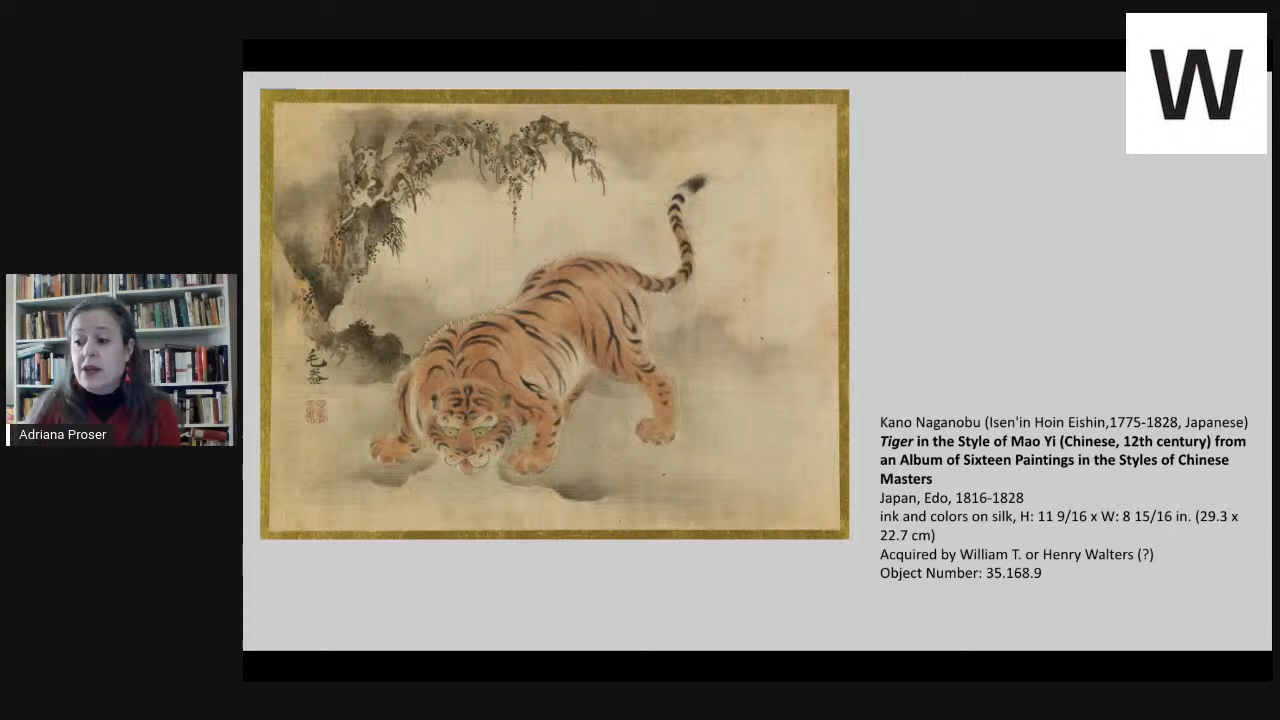 W
毛益
Adriana Proser
Kano Naganobu (Isen'in Hoin Eishin,1775-1828, Japanese)
Tiger in the Style of Mao Yi (Chinese, 12th century) from
an Album of Sixteen Paintings in the Styles of Chinese
Masters
Japan, Edo, 1816-1828
ink and colors on silk, H: 11 9/16 x W: 8 15/16 in. (29.3 x
22.7 cm)
Acquired by William T. or Henry Walters (?)
Object Number: 35.168.9